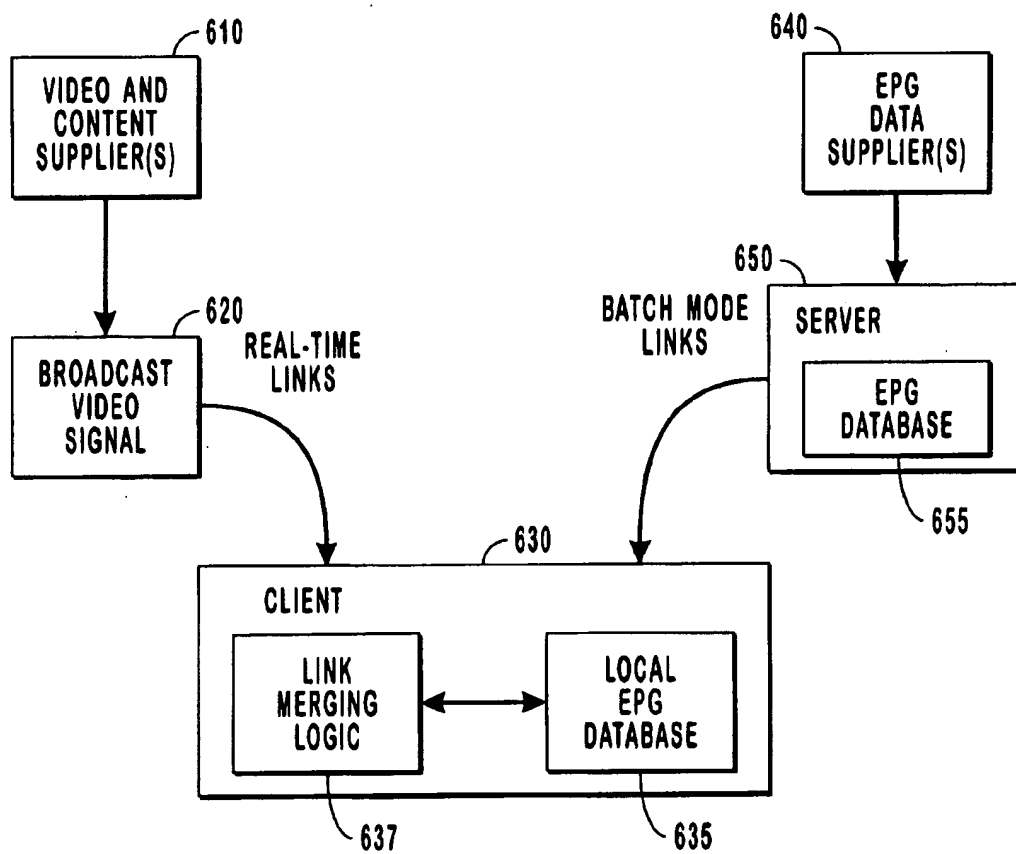 610
VIDEO AND
CONTENT
SUPPLIER(S)
640
EPG
DATA
SUPPLIER(S)
620
BROADCAST
VIDEO
SIGNAL
REAL-TIME
LINKS
BATCH MODE
LINKS
650
SERVER
EPG
DATABASE
655
630
CLIENT
LINK
MERGING
LOGIC
LOCAL
EPG
DATABASE
637
635